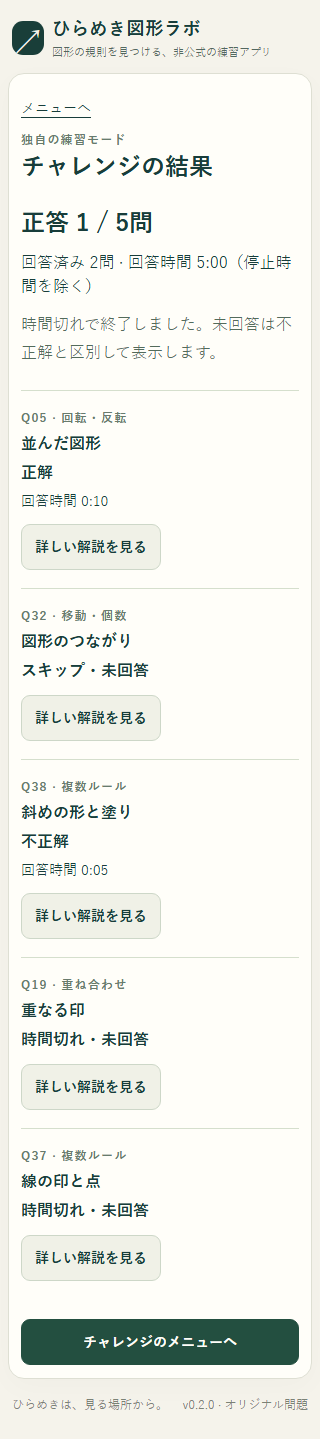 ひらめき図形ラボ
図形の規則を見つける、非公式の練習アプリ
メニューへ
独自の練習モード
チャレンジの結果
正答 1 / 5問
回答済み 2問 · 回答時間 5:00（停止時
間を除く）
時間切れで終了しました。未回答は不
正解と区別して表示します。
Q05 · 回転・反転
並んだ図形
正解
回答時間 0:10
詳しい解説を見る
Q32 · 移動・個数
図形のつながり
スキップ・未回答
詳しい解説を見る
Q38 · 複数ルール
斜めの形と塗り
不正解
回答時間 0:05
詳しい解説を見る
Q19 · 重ね合わせ
重なる印
時間切れ・未回答
詳しい解説を見る
Q37 · 複数ルール
線の印と点
時間切れ・未回答
詳しい解説を見る
チャレンジのメニューへ
ひらめきは、見る場所から。 v0.2.0 · オリジナル問題